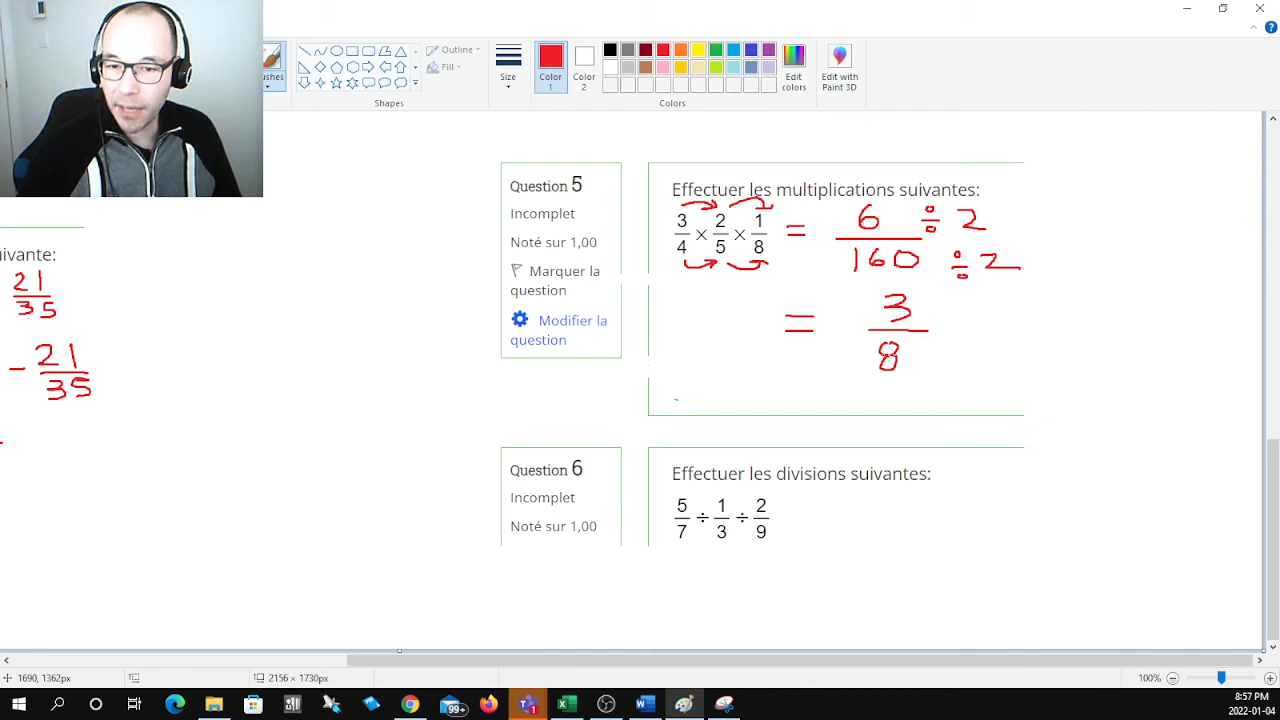 Outline
Fill
ushes
Size
Color 1
Color 2
Edit colors
Edit with Paint 3D
Shapes
Colors
uivante:
21/35
- 21/35
Question 5
Incomplet
Noté sur 1,00
Marquer la
question
Modifier la
question
Effectuer les multiplications suivantes:
3/4 × 2/5 × 1/8 = 6/160 ÷ 2 ÷ 2
= 3/8
Question 6
Incomplet
Noté sur 1,00
Effectuer les divisions suivantes:
5/7 ÷ 1/3 ÷ 2/9
1690, 1362px
2156 × 1730px
100%
99+
1
8:57 PM
2022-01-04